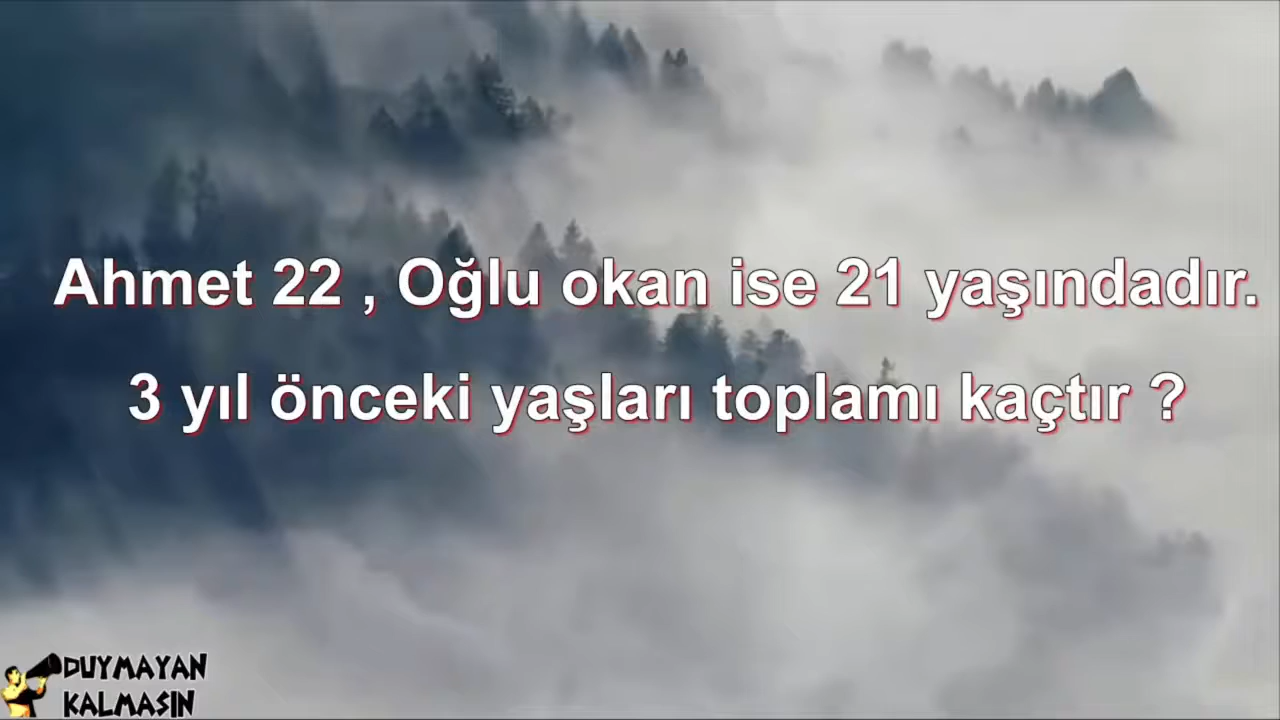 Ahmet 22 , Oğlu okan ise 21 yaşındadır.
3 yıl önceki yaşları toplamı kaçtır ?
DUYMAYAN
KALMASIN